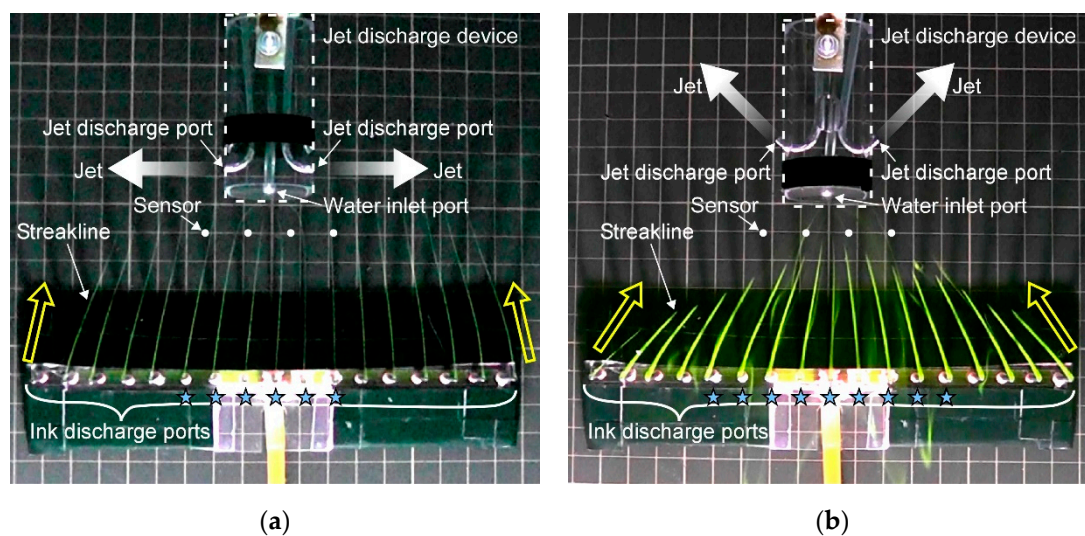 Jet discharge device
Jet discharge port
Jet discharge port
Jet
Jet
Sensor
Water inlet port
Streakline
Ink discharge ports
(a)
Jet discharge device
Jet
Jet
Jet discharge port
Jet discharge port
Sensor
Water inlet port
Streakline
Ink discharge ports
(b)